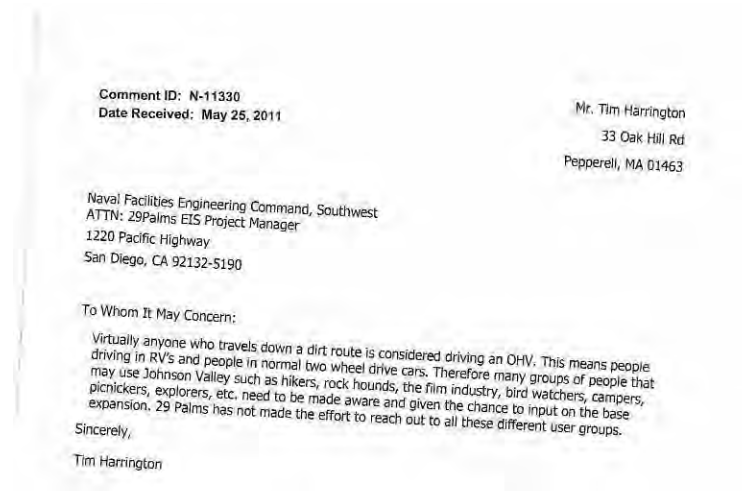 Comment ID: N-11330
Date Received: May 25, 2011
Mr. Tim Harrington
33 Oak Hill Rd
Pepperell, MA 01463
Naval Facilities Engineering Command, Southwest
ATTN: 29Palms EIS Project Manager
1220 Pacific Highway
San Diego, CA 92132-5190
To Whom It May Concern:
Virtually anyone who travels down a dirt route is considered driving an OHV. This means people
driving in RV's and people in normal two wheel drive cars. Therefore many groups of people that
may use Johnson Valley such as hikers, rock hounds, the film industry, bird watchers, campers,
picnickers, explorers, etc. need to be made aware and given the chance to input on the base
expansion. 29 Palms has not made the effort to reach out to all these different user groups.
Sincerely,
Tim Harrington